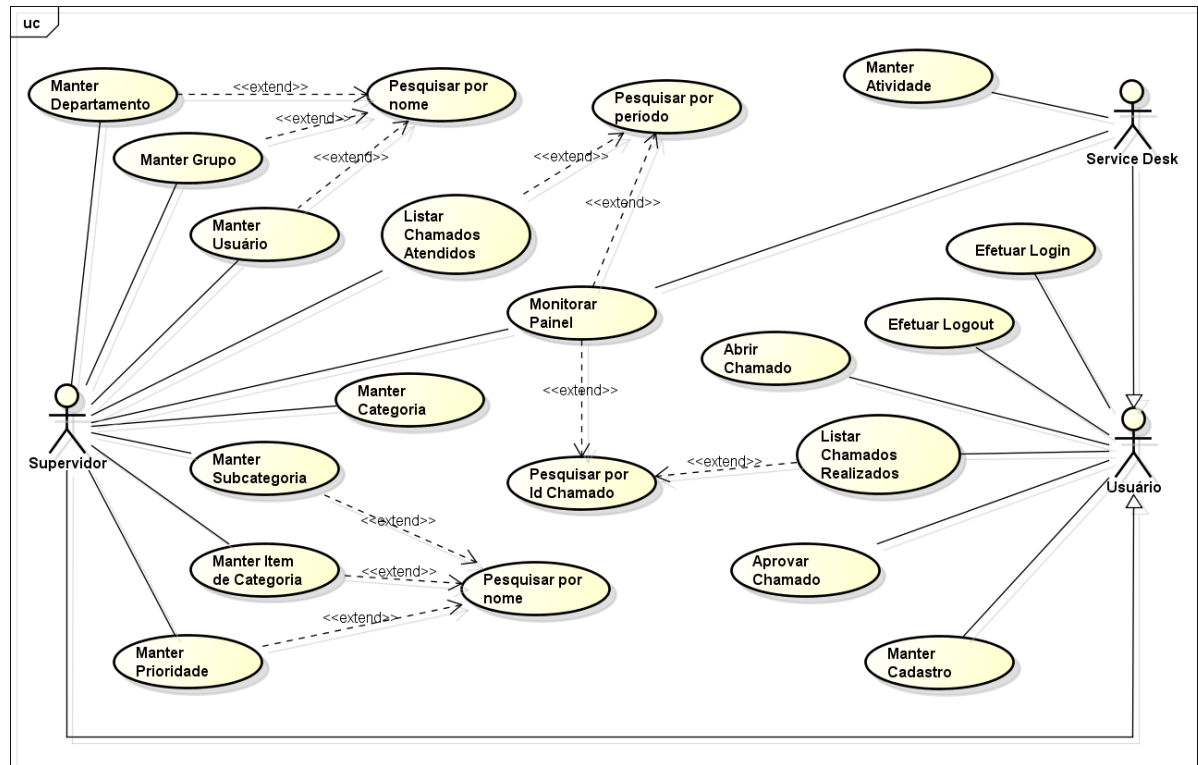 uc
Manter
Departamento
<<extend>>
Pesquisar por
nome
Manter
Atividade
Pesquisar por
período
<<extend>>
Manter Grupo
<<extend>>
<<extend>>
Service Desk
Manter
Usuário
Listar
Chamados
Atendidos
<<extend>>
Efetuar Login
Monitorar
Painel
Efetuar Logout
Abrir
Chamado
<<extend>>
Manter
Categoria
Supervidor
Manter
Subcategoria
Pesquisar por
Id Chamado
<<extend>>
Listar
Chamados
Realizados
Usuário
<<extend>>
Manter Item
de Categoria
<<extend>>
Pesquisar por
nome
Aprovar
Chamado
<<extend>>
Manter
Prioridade
Manter
Cadastro